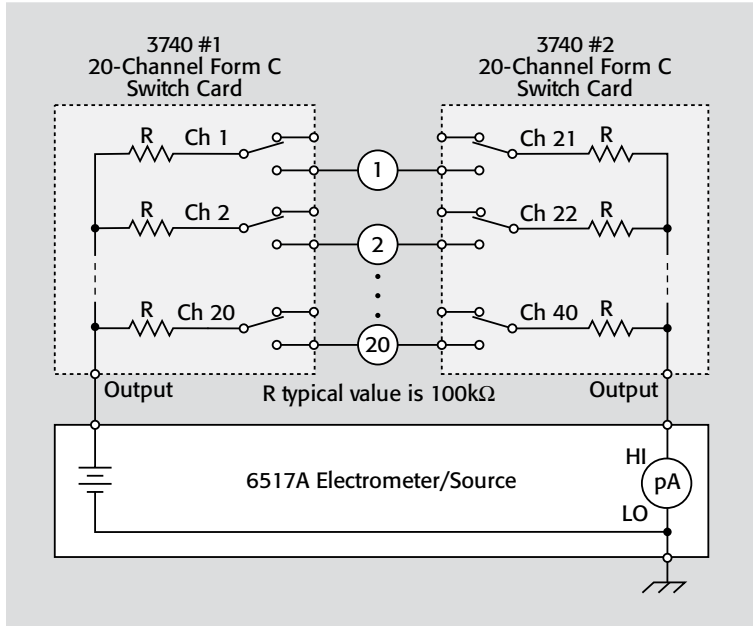 3740 #1
20-Channel Form C
Switch Card
3740 #2
20-Channel Form C
Switch Card
R
Ch 1
1
Ch 21
R
R
Ch 2
2
Ch 22
R
R
Ch 20
20
Ch 40
R
Output
R typical value is 100kΩ
Output
6517A Electrometer/Source
HI
pA
LO